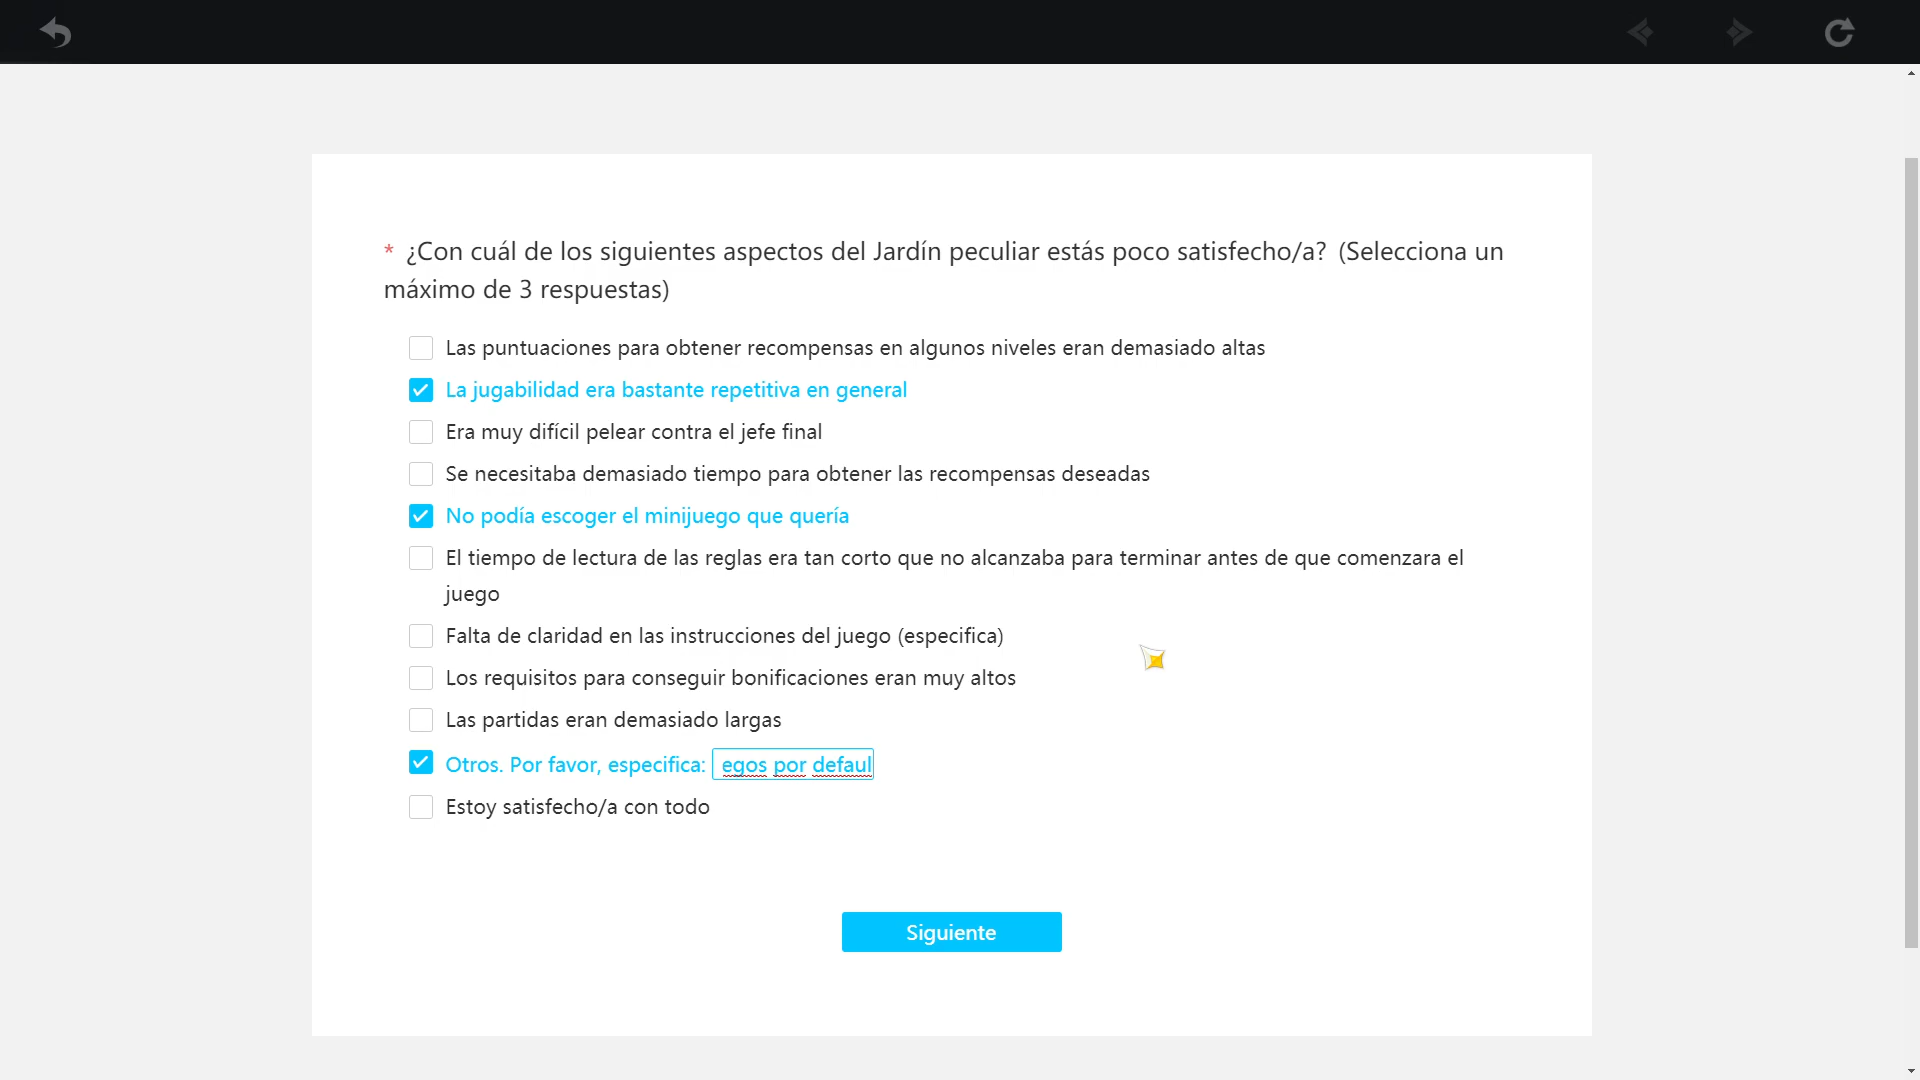 * ¿Con cuál de los siguientes aspectos del Jardín peculiar estás poco satisfecho/a? (Selecciona un
máximo de 3 respuestas)
Las puntuaciones para obtener recompensas en algunos niveles eran demasiado altas
La jugabilidad era bastante repetitiva en general
Era muy difícil pelear contra el jefe final
Se necesitaba demasiado tiempo para obtener las recompensas deseadas
No podía escoger el minijuego que quería
El tiempo de lectura de las reglas era tan corto que no alcanzaba para terminar antes de que comenzara el
juego
Falta de claridad en las instrucciones del juego (especifica)
Los requisitos para conseguir bonificaciones eran muy altos
Las partidas eran demasiado largas
Otros. Por favor, especifica: egos por defaul
Estoy satisfecho/a con todo
Siguiente